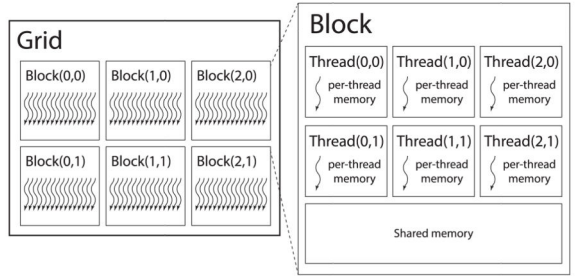 Grid
Block(0,0) Block(1,0) Block(2,0)
Block(0,1) Block(1,1) Block(2,1)
Block
Thread(0,0) Thread(1,0) Thread(2,0)
per-thread per-thread per-thread
memory memory memory
Thread(0,1) Thread(1,1) Thread(2,1)
per-thread per-thread per-thread
memory memory memory
Shared memory